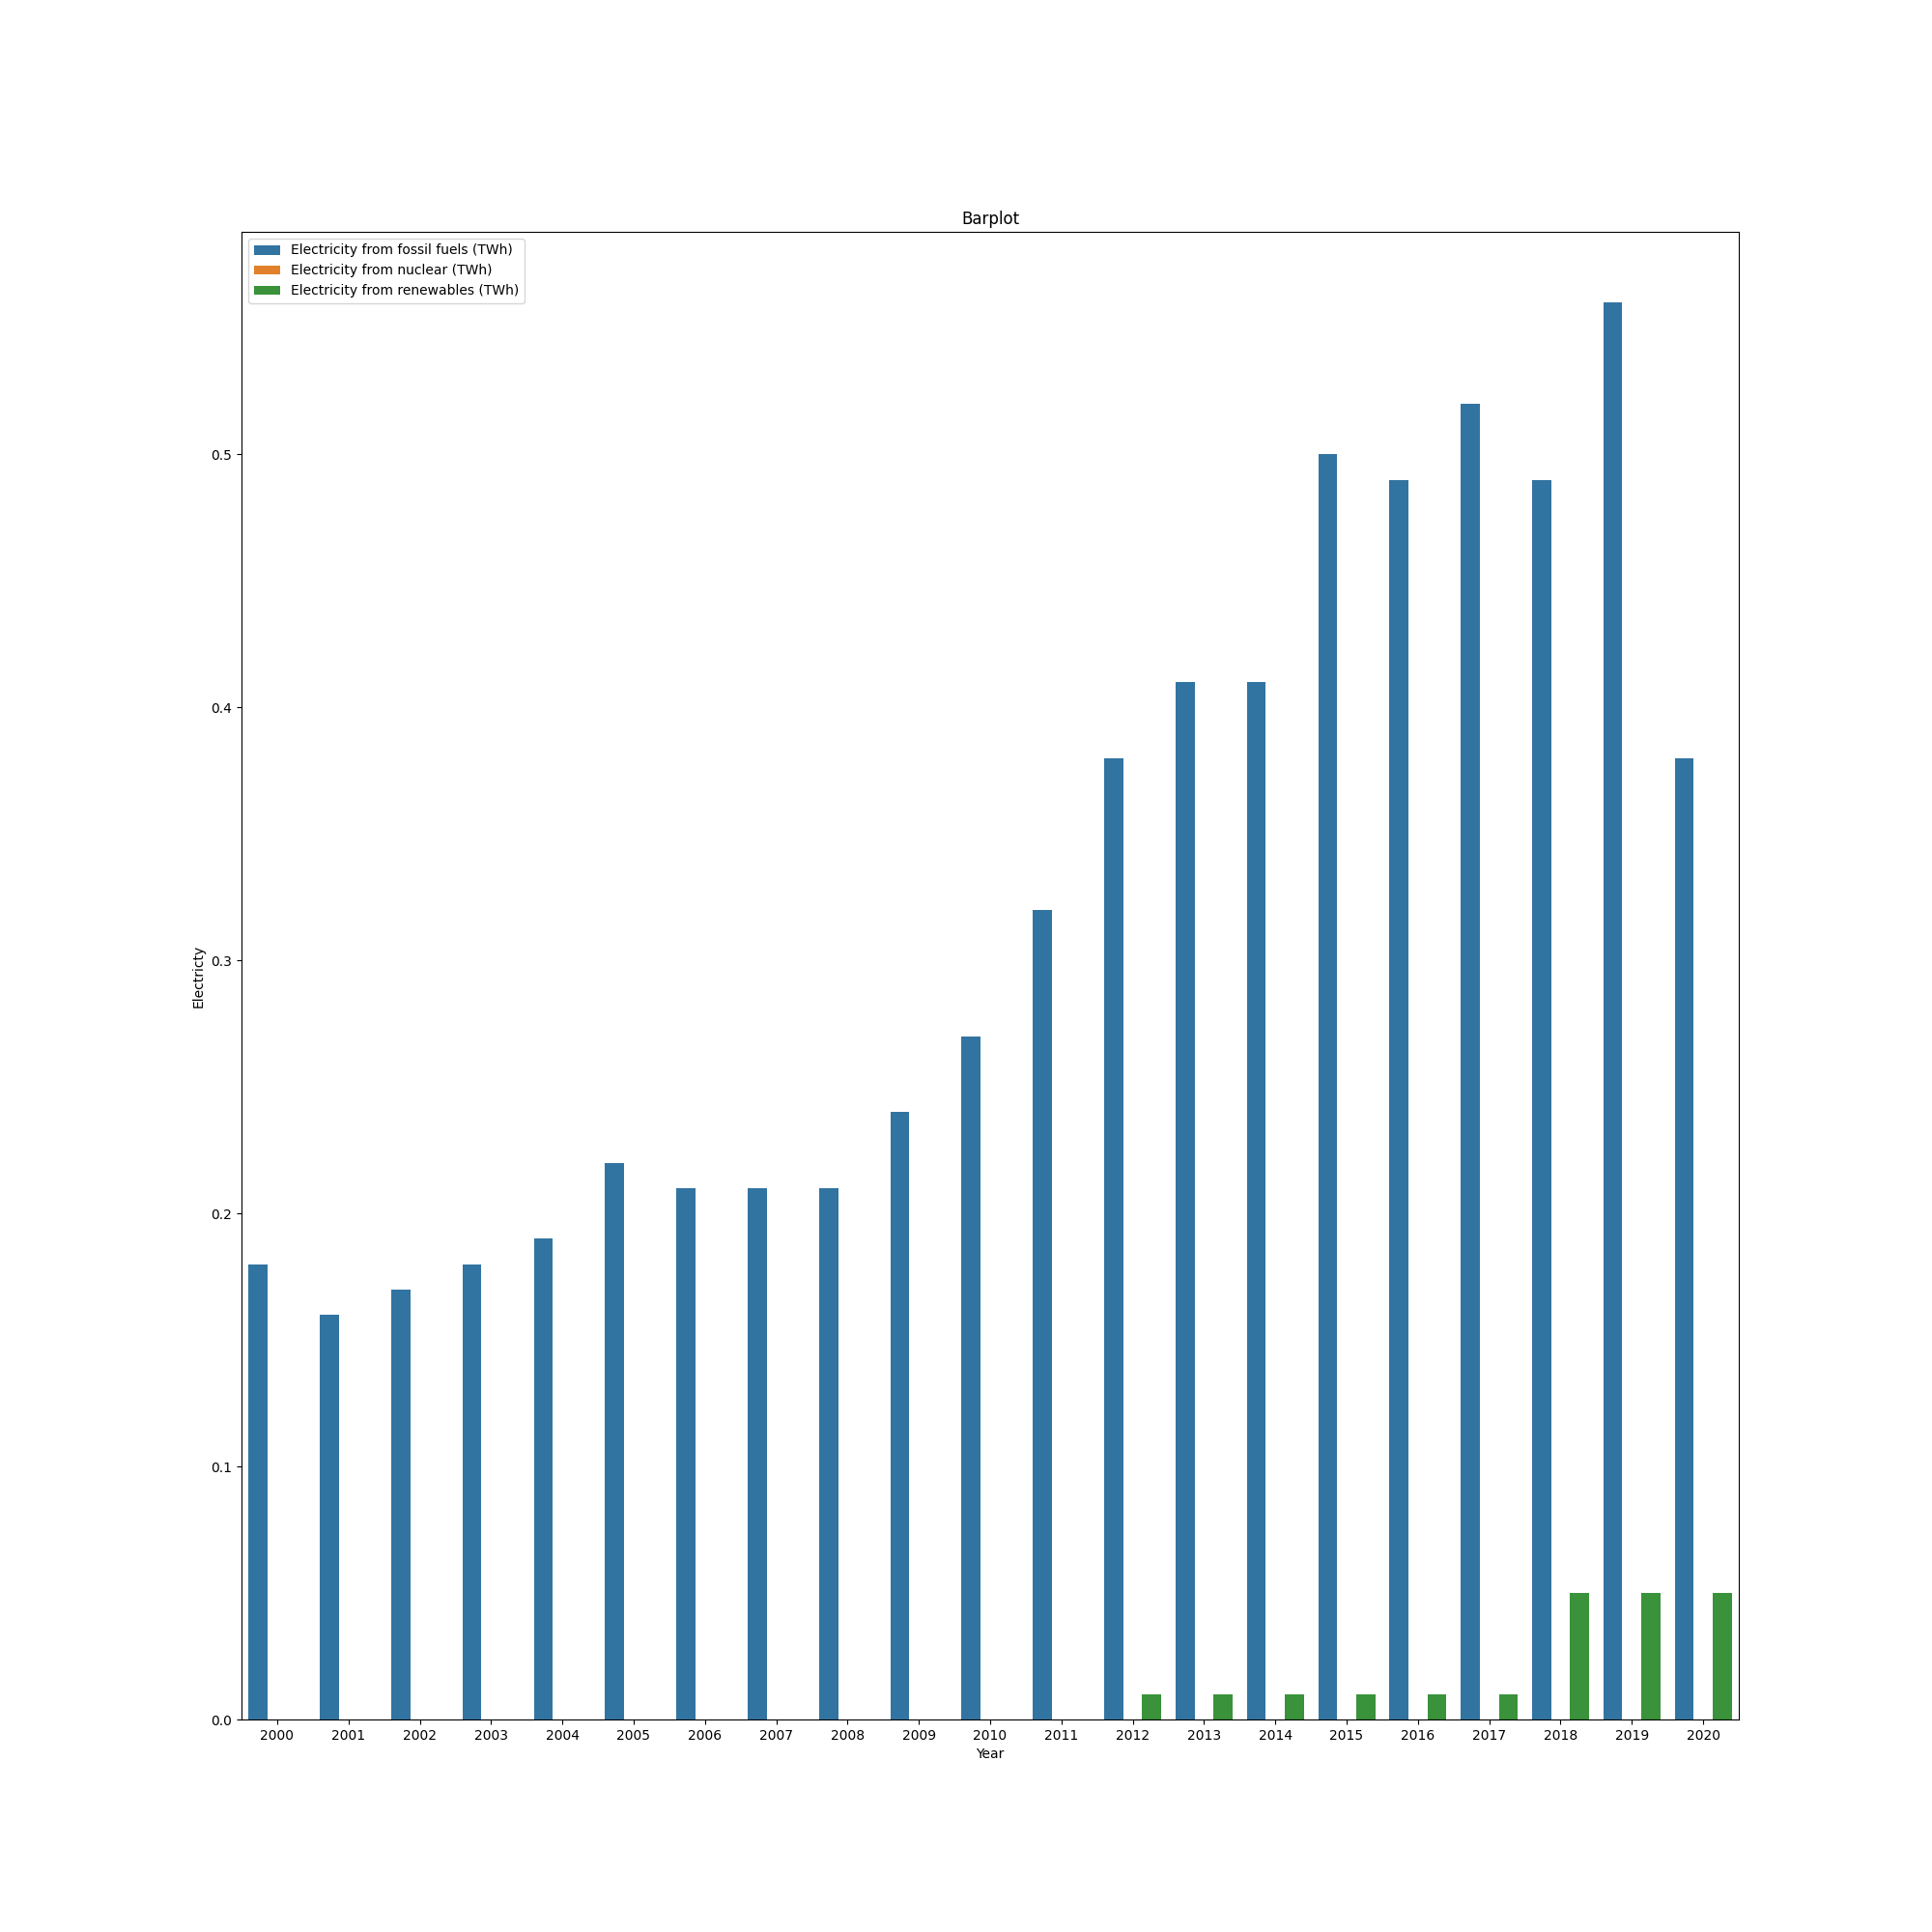 Barplot
Electricity from fossil fuels (TWh)
Electricity from nuclear (TWh)
Electricity from renewables (TWh)
0.5
0.4
0.3
0.2
0.1
0.0
Electricty
2000 2001 2002 2003 2004 2005 2006 2007 2008 2009 2010 2011 2012 2013 2014 2015 2016 2017 2018 2019 2020
Year